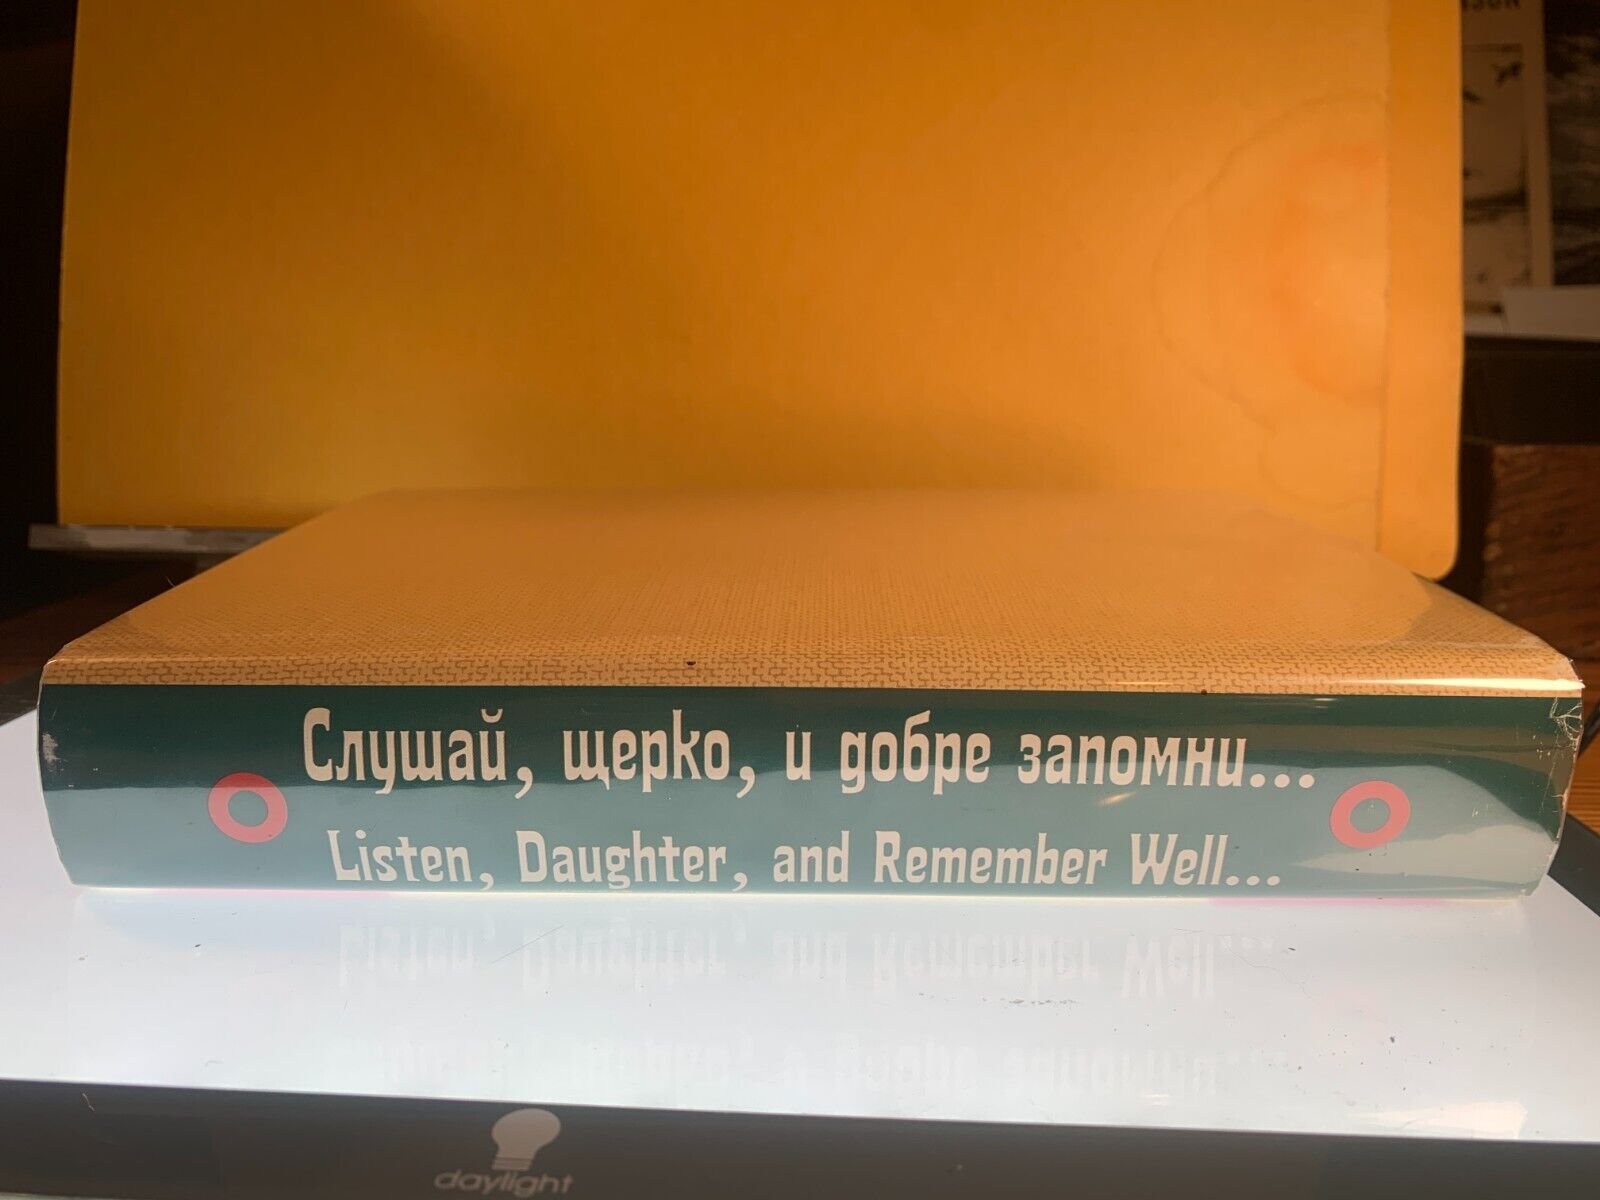 Слушай, щерко, и добре запомни...
Listen, Daughter, and Remember Well...
daylight